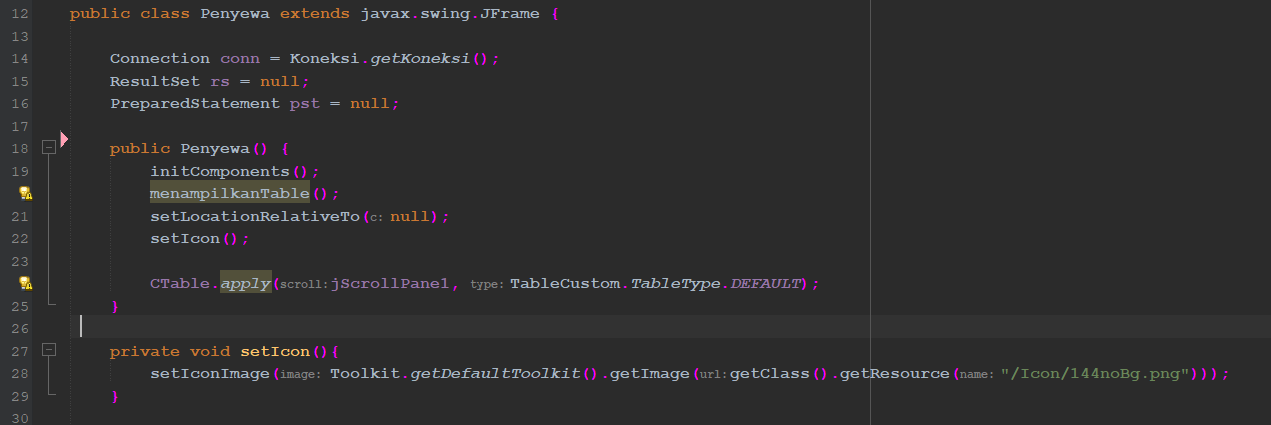 12 public class Penyewa extends javax.swing.JFrame {
13
14 Connection conn = Koneksi.getKoneksi();
15 ResultSet rs = null;
16 PreparedStatement pst = null;
17
18 public Penyewa() {
19 initComponents();
menampilkanTable();
21 setLocationRelativeTo(c: null);
22 setIcon();
23
CTable.apply(scroll: jScrollPane1, type: TableCustom.TableType.DEFAULT);
25 }
26
27 private void setIcon(){
28 setIconImage(image: Toolkit.getDefaultToolkit().getImage(url: getClass().getResource(name: "/Icon/144noBg.png")));
29 }
30